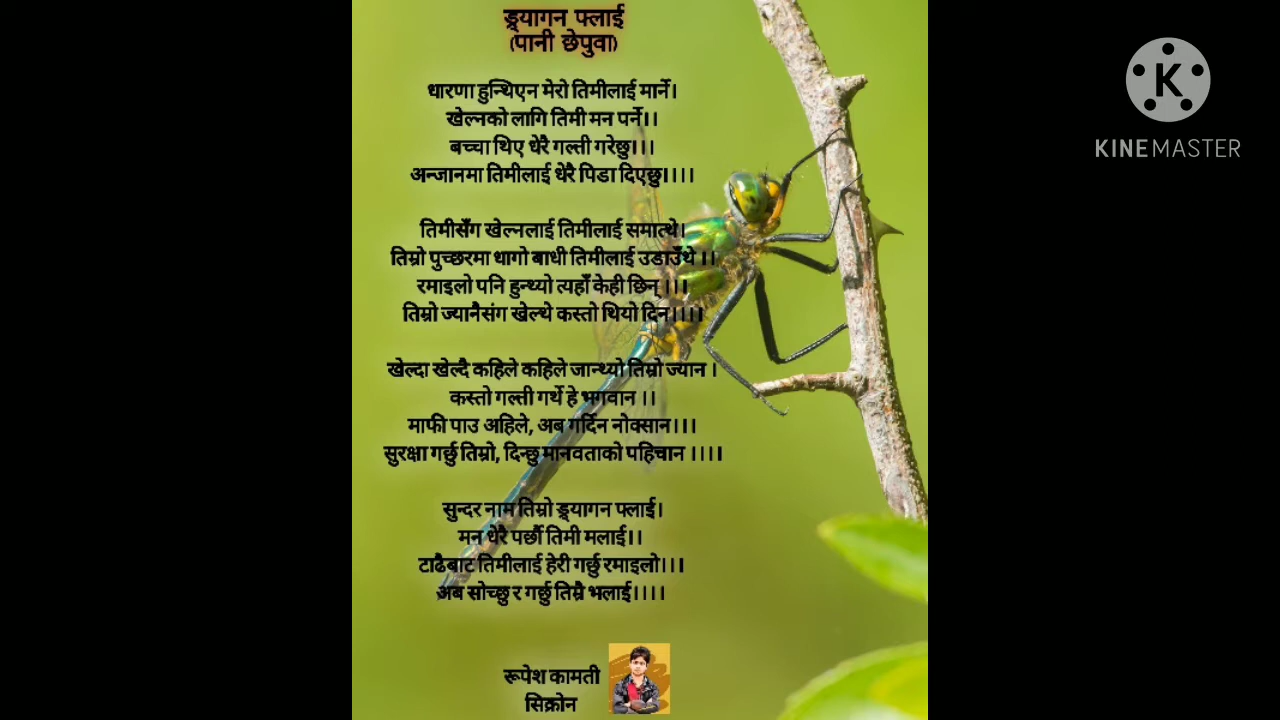 ड्र्यागन फ्लाई
(पानी छेपुवा)
धारणा हुन्थिएन मेरो तिमीलाई मार्ने।
खेल्नको लागि तिमी मन पर्ने।।
बच्चा थिए धेरै गल्ती गरेछु।।।
अन्जानमा तिमीलाई धेरै पिडा दिएछु।।।।
तिमीसँग खेल्नलाई तिमीलाई समात्थे।
तिम्रो पुच्छरमा धागो बाधी तिमीलाई उडाउँथे ।।
रमाइलो पनि हुन्थ्यो त्यहाँ केही छिन् ।।।
तिम्रो ज्यानैसंग खेल्थे कस्तो थियो दिन।।।।
खेल्दा खेल्दै कहिले कहिले जान्थ्यो तिम्रो ज्यान ।
कस्तो गल्ती गर्थे हे भगवान ।।
माफी पाउ अहिले, अब गर्दिन नोक्सान।।।
सुरक्षा गर्छु तिम्रो, दिन्छु मानवताको पहिचान ।।।।
सुन्दर नाम तिम्रो ड्र्यागन फ्लाई।
मन धेरै पर्छौ तिमी मलाई।।
टाढैबाट तिमीलाई हेरी गर्छु रमाइलो।।।
अब सोच्छु र गर्छु तिम्रै भलाई।।।।
रूपेश कामती
सिक्रोन
K
KINEMASTER